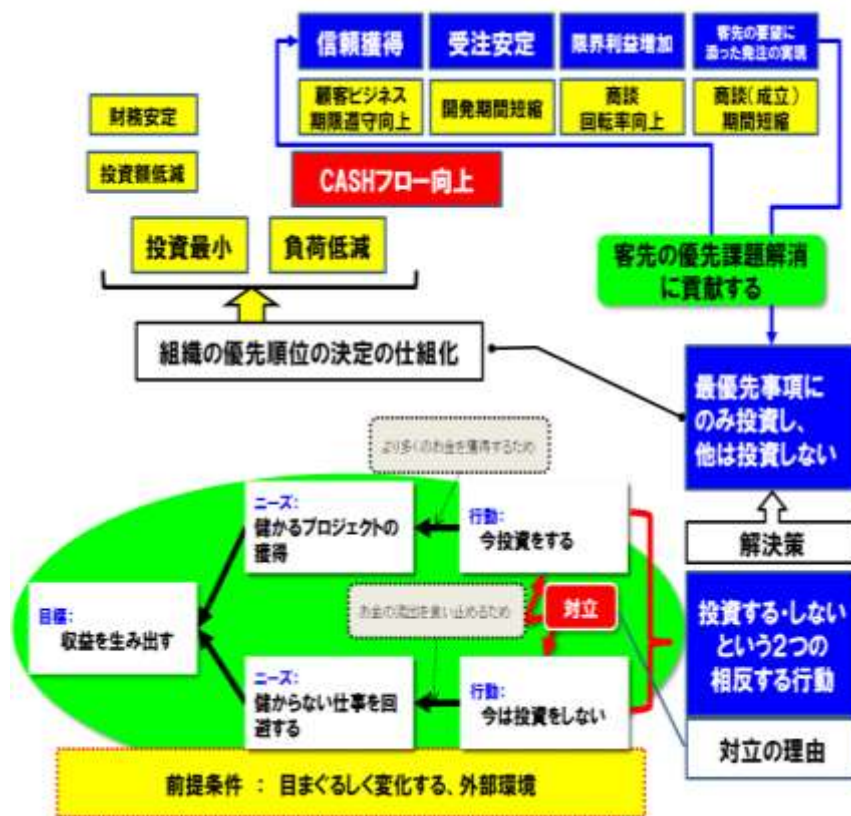 信頼獲得
受注安定
限界利益増加
客先の要望に
添った発注の実現
顧客ビジネス
期限遵守向上
開発期間短縮
商談
回転率向上
商談(成立)
期間短縮
財務安定
投資額低減
CASHフロー向上
投資最小
負荷低減
客先の優先課題解消
に貢献する
組織の優先順位の決定の仕組化
最優先事項に
のみ投資し、
他は投資しない
より多くのお金を獲得するため
ニーズ:
儲かるプロジェクトの
獲得
行動:
今投資をする
解決策
お金の流出を食い止めるため
対立
目標:
収益を生み出す
投資する・しない
という2つの
相反する行動
ニーズ:
儲からない仕事を回
避する
行動:
今は投資をしない
対立の理由
前提条件 : 目まぐるしく変化する、外部環境